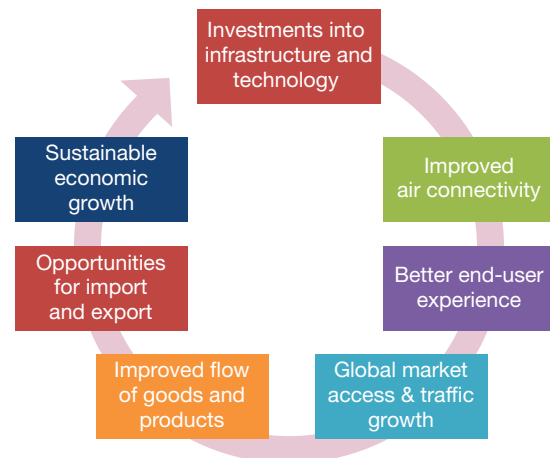 Investments into
infrastructure and
technology
Improved
air connectivity
Better end-user
experience
Global market
access & traffic
growth
Improved flow
of goods and
products
Opportunities
for import
and export
Sustainable
economic
growth